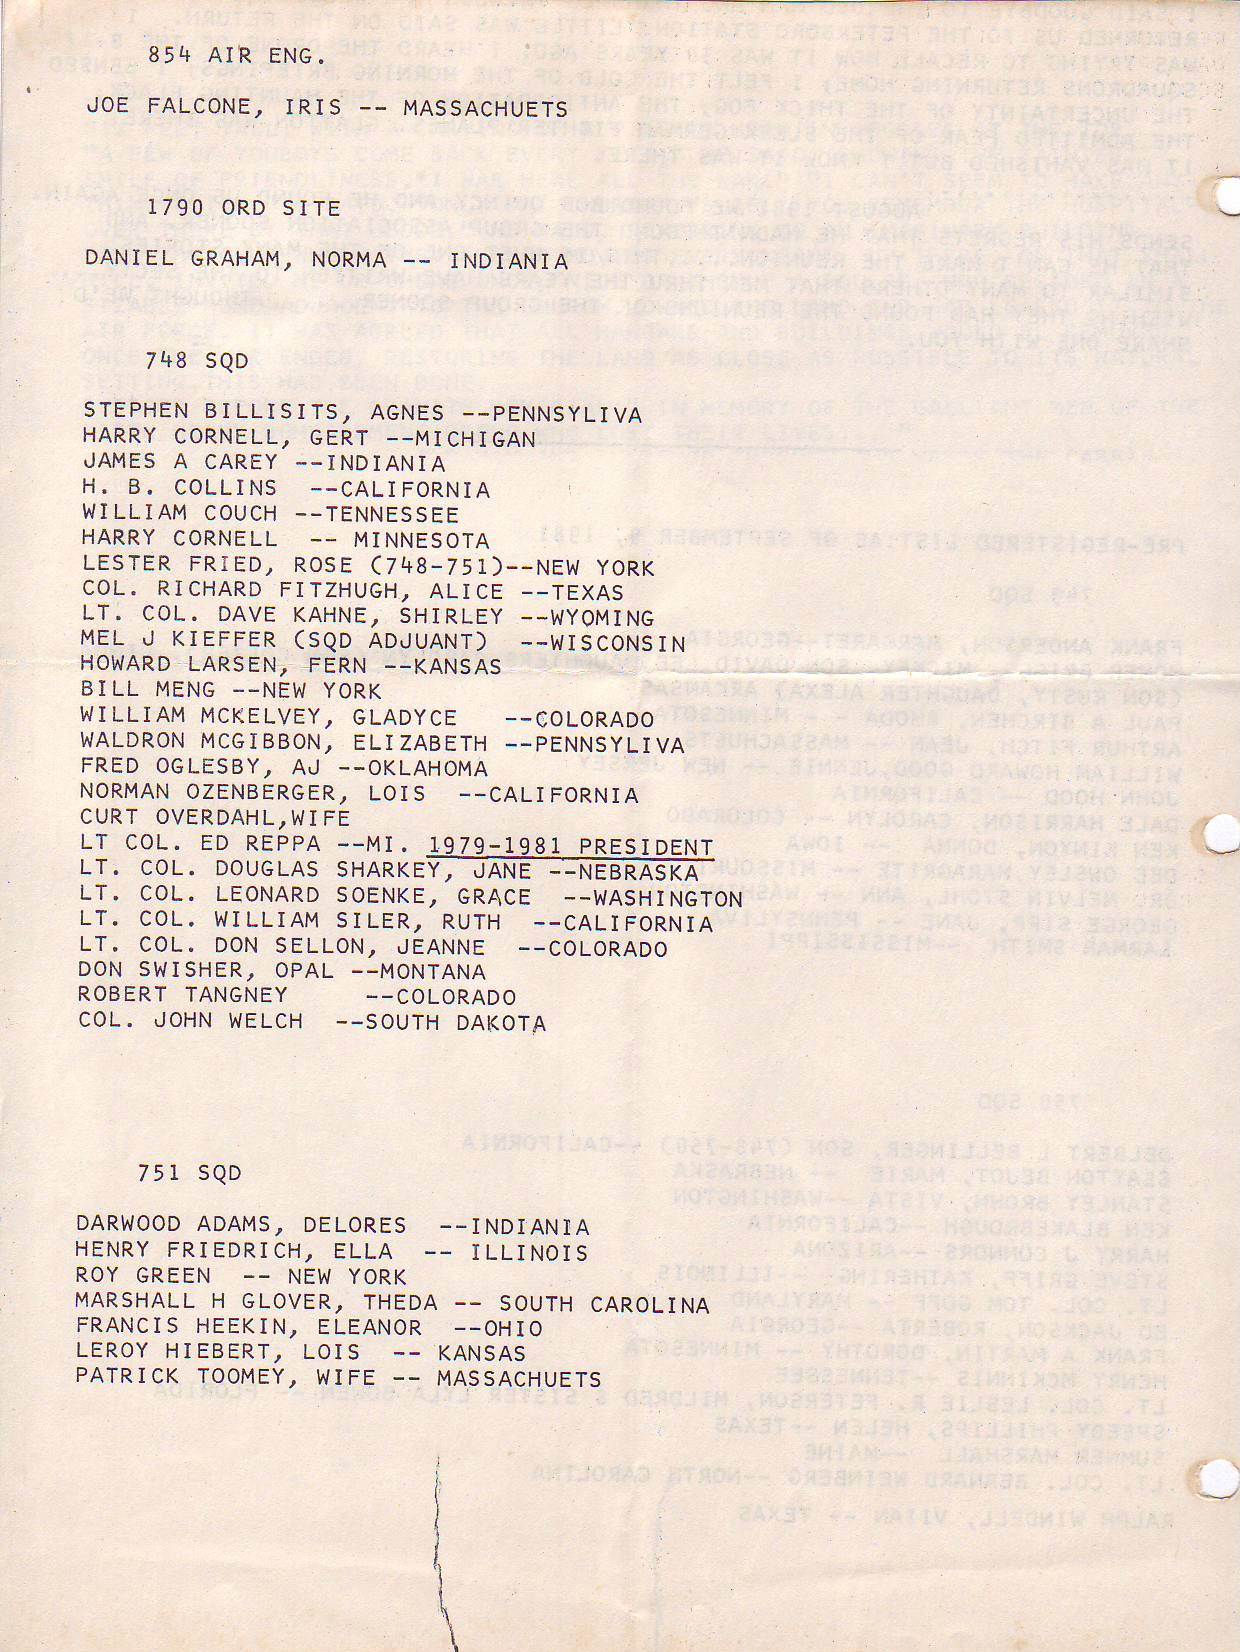 854 AIR ENG.
JOE FALCONE, IRIS -- MASSACHUETS
1790 ORD SITE
DANIEL GRAHAM, NORMA -- INDIANIA
748 SQD
STEPHEN BILLISITS, AGNES --PENNSYLIVA
HARRY CORNELL, GERT --MICHIGAN
JAMES A CAREY --INDIANIA
H. B. COLLINS --CALIFORNIA
WILLIAM COUCH --TENNESSEE
HARRY CORNELL -- MINNESOTA
LESTER FRIED, ROSE (748-751)--NEW YORK
COL. RICHARD FITZHUGH, ALICE --TEXAS
LT. COL. DAVE KAHNE, SHIRLEY --WYOMING
MEL J KIEFFER (SQD ADJUANT) --WISCONSIN
HOWARD LARSEN, FERN --KANSAS
BILL MENG --NEW YORK
WILLIAM MCKELVEY, GLADYCE --COLORADO
WALDRON MCGIBBON, ELIZABETH --PENNSYLIVA
FRED OGLESBY, AJ --OKLAHOMA
NORMAN OZENBERGER, LOIS --CALIFORNIA
CURT OVERDAHL,WIFE
LT COL. ED REPPA --MI. 1979-1981 PRESIDENT
LT. COL. DOUGLAS SHARKEY, JANE --NEBRASKA
LT. COL. LEONARD SOENKE, GRACE --WASHINGTON
LT. COL. WILLIAM SILER, RUTH --CALIFORNIA
LT. COL. DON SELLON, JEANNE --COLORADO
DON SWISHER, OPAL --MONTANA
ROBERT TANGNEY --COLORADO
COL. JOHN WELCH --SOUTH DAKOTA
751 SQD
DARWOOD ADAMS, DELORES --INDIANIA
HENRY FRIEDRICH, ELLA -- ILLINOIS
ROY GREEN -- NEW YORK
MARSHALL H GLOVER, THEDA -- SOUTH CAROLINA
FRANCIS HEEKIN, ELEANOR --OHIO
LEROY HIEBERT, LOIS -- KANSAS
PATRICK TOOMEY, WIFE -- MASSACHUETS